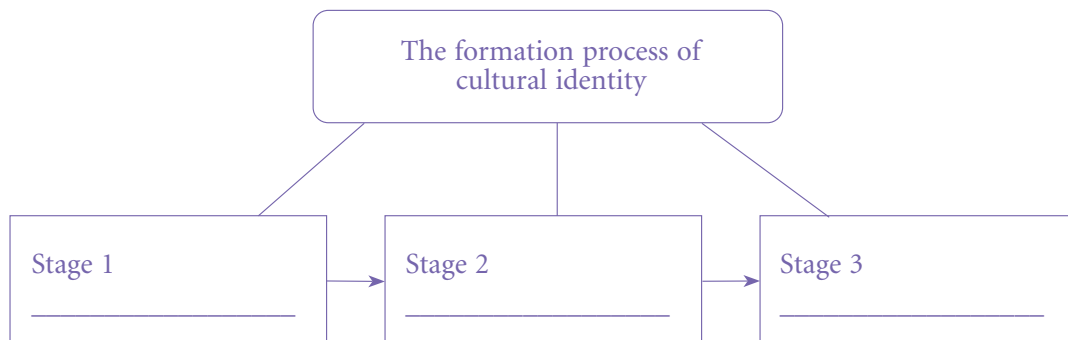 The formation process of
cultural identity
Stage 1
Stage 2
Stage 3